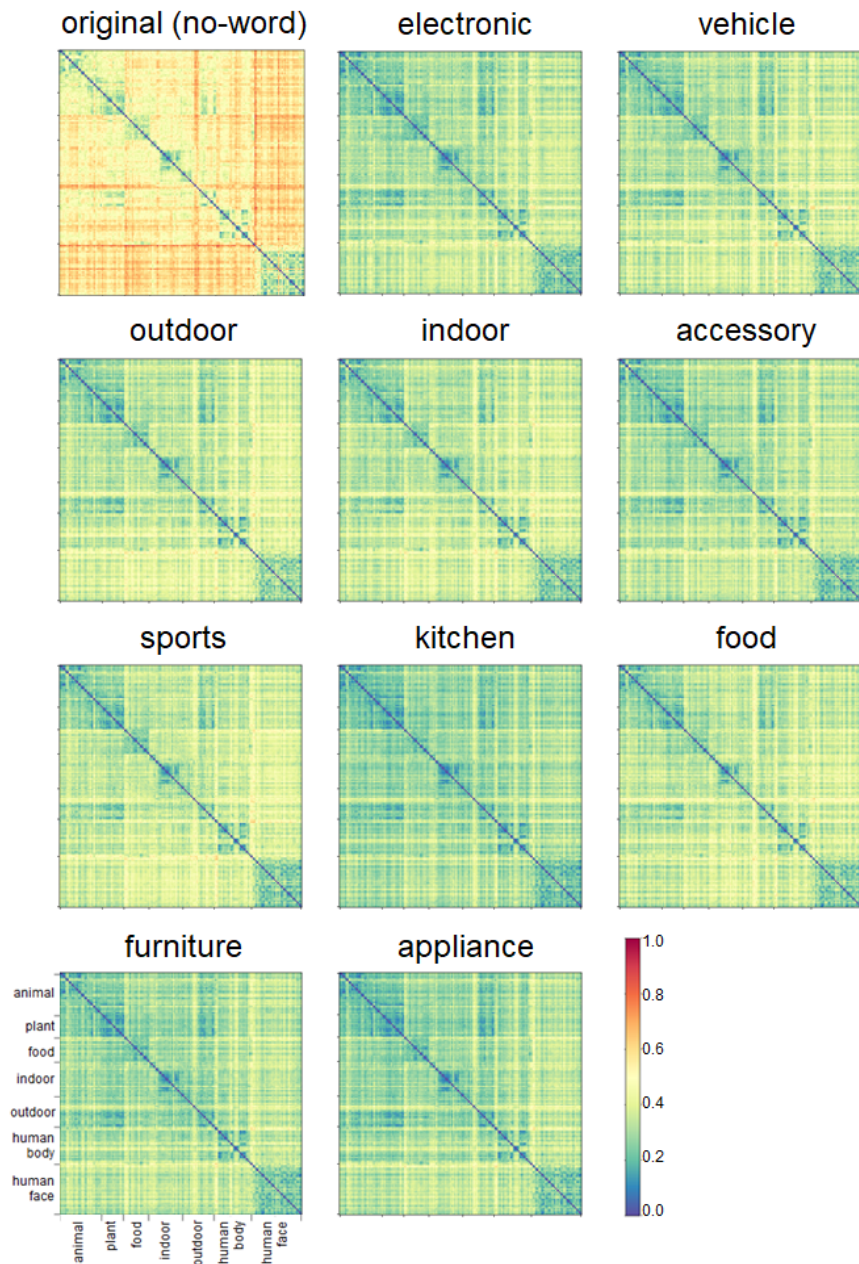 original (no-word)
electronic
vehicle
outdoor
indoor
accessory
sports
kitchen
food
furniture
appliance
animal
plant
food
indoor
outdoor
human
body
human
face
animal
plant
food
indoor
outdoor
human
body
human
face
1.0
0.8
0.6
0.4
0.2
0.0